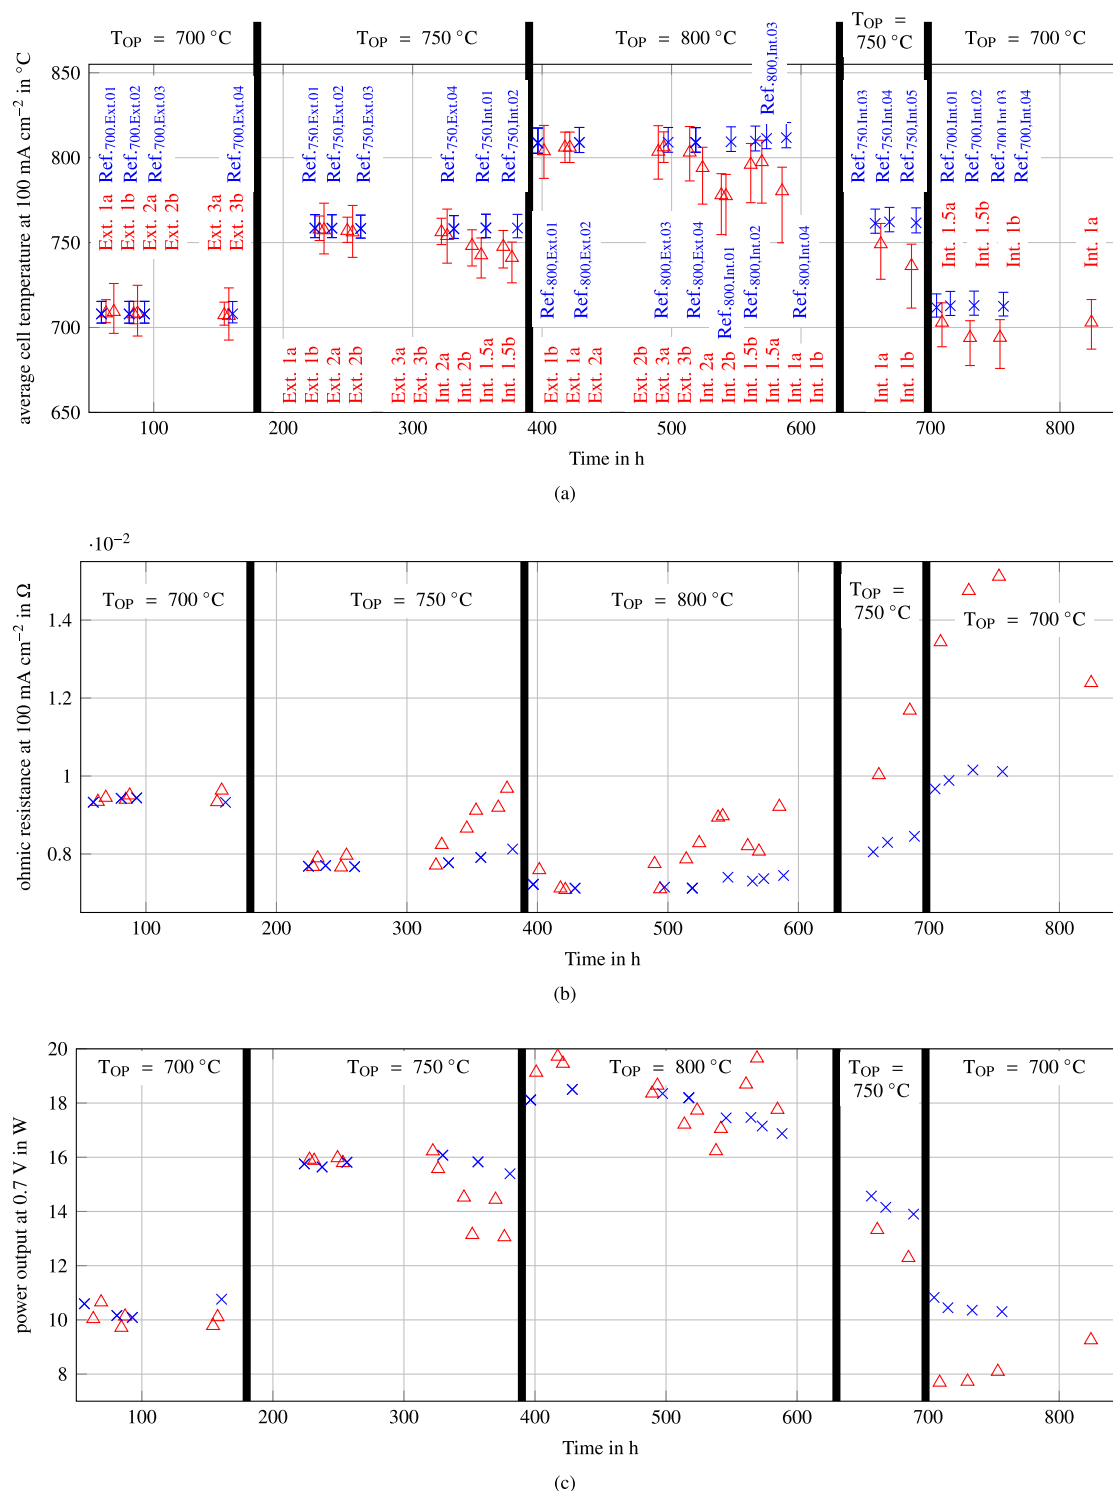 T_OP = 700 °C
T_OP = 750 °C
T_OP = 800 °C
T_OP =
750 °C
T_OP = 700 °C
average cell temperature at 100 mA cm⁻² in °C
850
800
750
700
650
Ref.700,Ext.01
Ref.700,Ext.02
Ref.700,Ext.03
Ref.700,Ext.04
Ext. 1a
Ext. 1b
Ext. 2a
Ext. 2b
Ext. 3a
Ext. 3b
Ref.750,Ext.01
Ref.750,Ext.02
Ref.750,Ext.03
Ref.750,Ext.04
Ref.750,Int.01
Ref.750,Int.02
Ext. 1a
Ext. 1b
Ext. 2a
Ext. 2b
Ext. 3a
Ext. 3b
Int. 2a
Int. 2b
Int. 1.5a
Int. 1.5b
Ref.800,Ext.01
Ref.800,Ext.02
Ref.800,Ext.03
Ref.800,Ext.04
Ref.800,Int.01
Ref.800,Int.02
Ref.800,Int.03
Ref.800,Int.04
Ext. 1b
Ext. 1a
Ext. 2a
Ext. 2b
Ext. 3a
Ext. 3b
Int. 2a
Int. 2b
Int. 1.5b
Int. 1.5a
Int. 1a
Int. 1b
Ref.750,Int.03
Ref.750,Int.04
Ref.750,Int.05
Int. 1a
Int. 1b
Ref.700,Int.01
Ref.700,Int.02
Ref.700,Int.03
Ref.700,Int.04
Int. 1.5a
Int. 1.5b
Int. 1b
Int. 1a
100 200 300 400 500 600 700 800
Time in h
(a)
·10⁻²
ohmic resistance at 100 mA cm⁻² in Ω
T_OP = 700 °C
T_OP = 750 °C
T_OP = 800 °C
T_OP =
750 °C
T_OP = 700 °C
1.4
1.2
1
0.8
100 200 300 400 500 600 700 800
Time in h
(b)
power output at 0.7 V in W
T_OP = 700 °C
T_OP = 750 °C
T_OP = 800 °C
T_OP =
750 °C
T_OP = 700 °C
20
18
16
14
12
10
8
100 200 300 400 500 600 700 800
Time in h
(c)